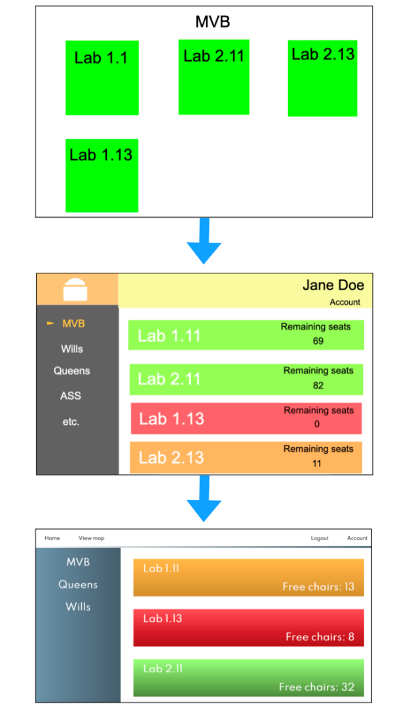 MVB
Lab 1.1
Lab 2.11
Lab 2.13
Lab 1.13
Jane Doe
Account
MVB
Wills
Queens
ASS
etc.
Lab 1.11
Remaining seats
69
Lab 2.11
Remaining seats
82
Lab 1.13
Remaining seats
0
Lab 2.13
Remaining seats
11
Home View map Logout Account
MVB
Queens
Wills
Lab 1.11
Free chairs: 13
Lab 1.13
Free chairs: 8
Lab 2.11
Free chairs: 32